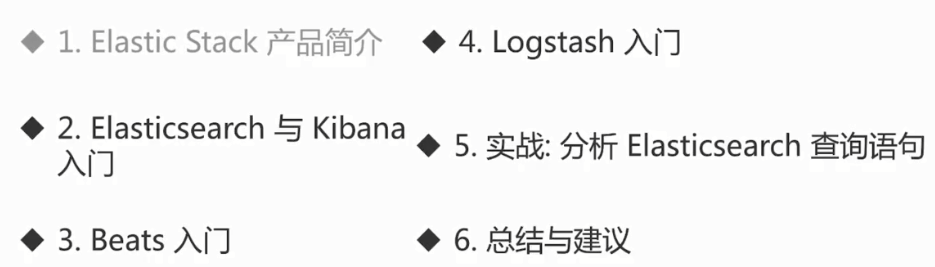 ◆ 1. Elastic Stack 产品简介
◆ 2. Elasticsearch 与 Kibana
入门
◆ 3. Beats 入门
◆ 4. Logstash 入门
◆ 5. 实战: 分析 Elasticsearch 查询语句
◆ 6. 总结与建议